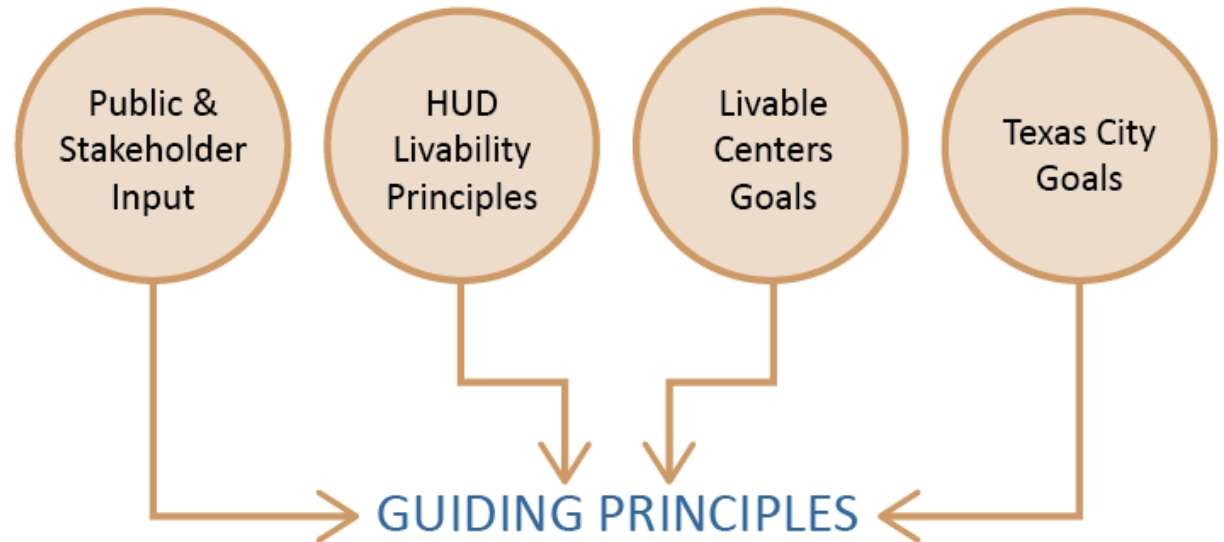 Public &
Stakeholder
Input
HUD
Livability
Principles
Livable
Centers
Goals
Texas City
Goals
GUIDING PRINCIPLES